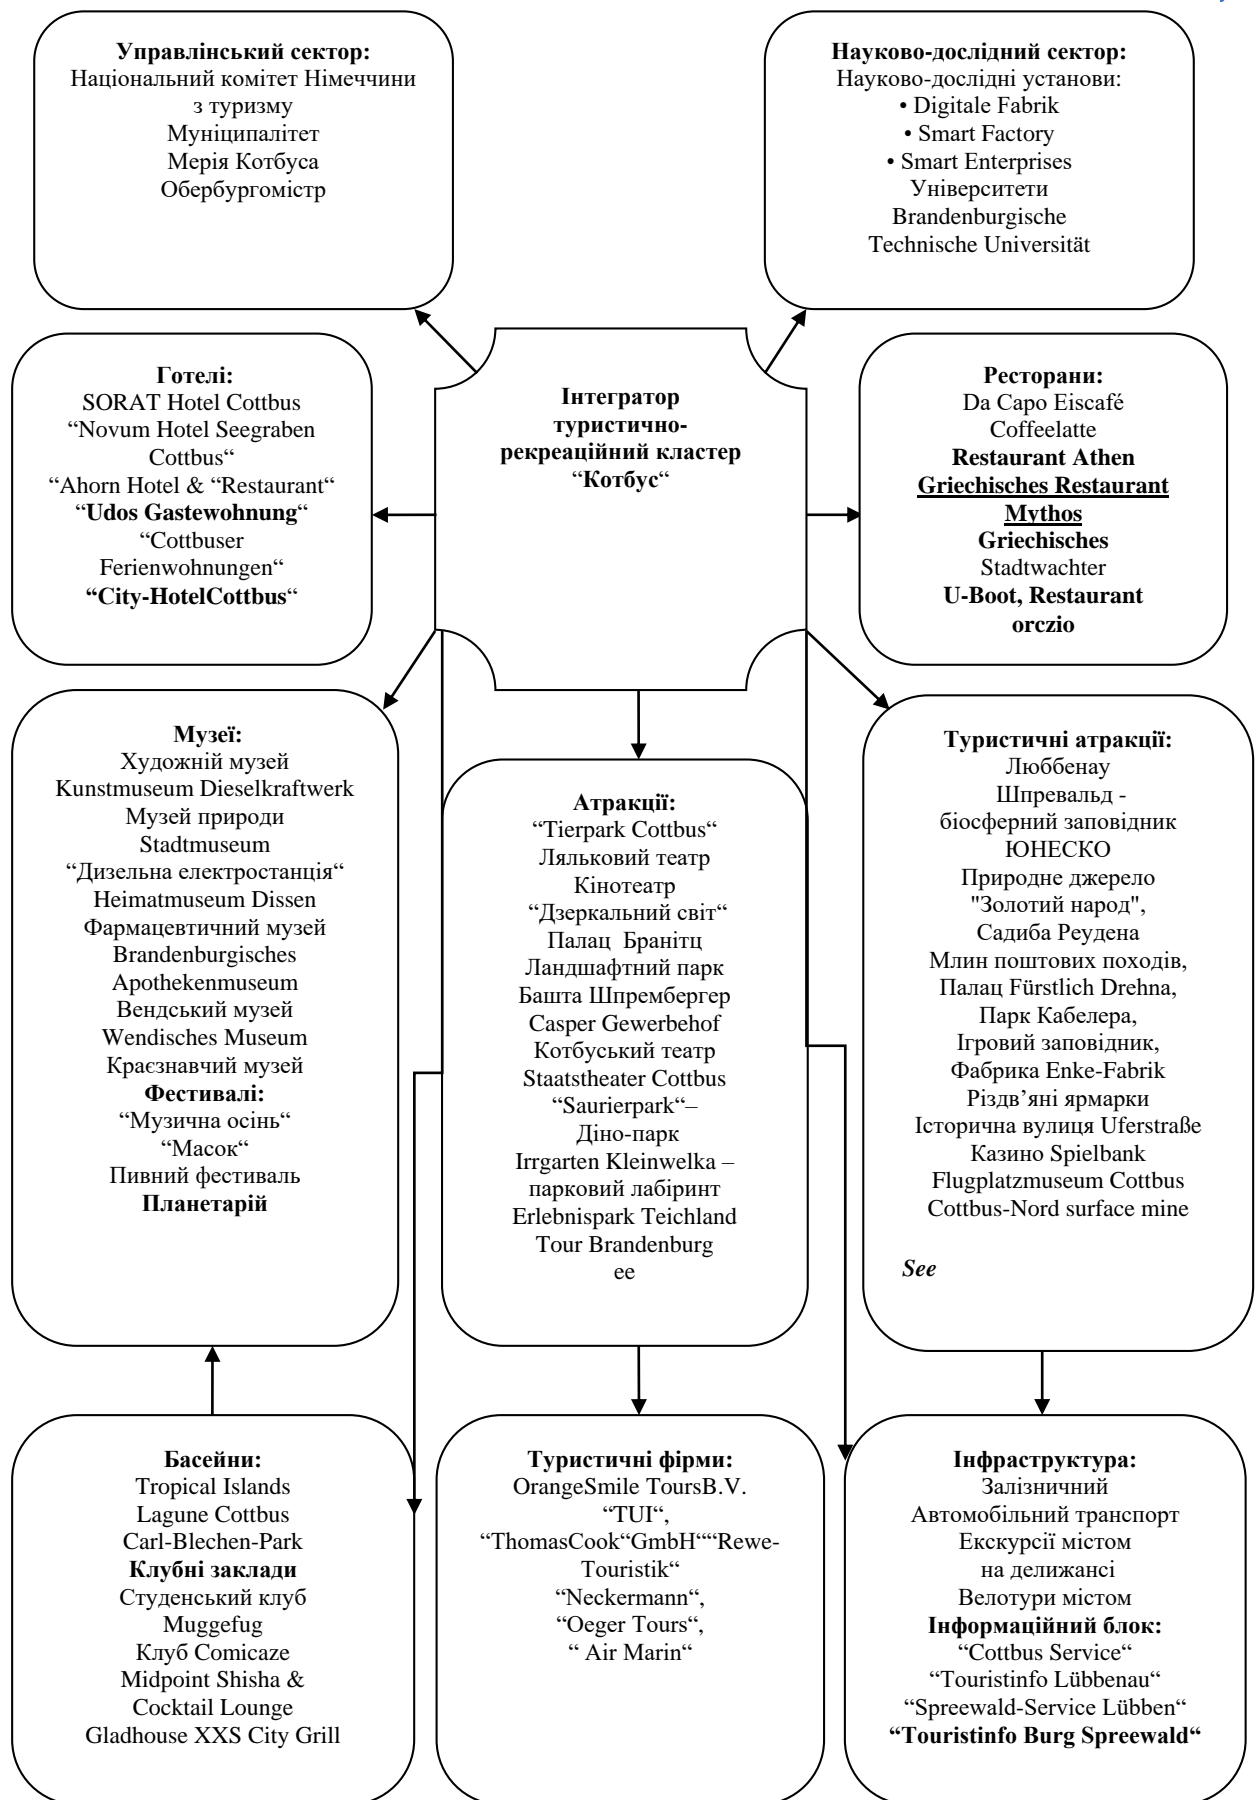 Управлінський сектор:
Національний комітет Німеччини
з туризму
Муніципалітет
Мерія Котбуса
Обербургомістр
Науково-дослідний сектор:
Науково-дослідні установи:
• Digitale Fabrik
• Smart Factory
• Smart Enterprises
Університети
Brandenburgische
Technische Universität
Готелі:
SORAT Hotel Cottbus
“Novum Hotel Seegraben
Cottbus“
“Ahorn Hotel & “Restaurant“
“Udos Gastewohnung“
“Cottbuser
Ferienwohnungen“
“City-HotelCottbus“
Інтегратор
туристично-
рекреаційний кластер
“Котбус”
Ресторани:
Da Capo Eiscafé
Coffeelatte
Restaurant Athen
Griechisches Restaurant
Mythos
Griechisches
Stadtwachter
U-Boot, Restaurant
orczio
Музеї:
Художній музей
Kunstmuseum Dieselkraftwerk
Музей природи
Stadtmuseum
“Дизельна електростанція“
Heimatmuseum Dissen
Фармацевтичний музей
Brandenburgisches
Apothekenmuseum
Вендський музей
Wendisches Museum
Краєзнавчий музей
Фестивалі:
“Музична осінь“
“Масок“
Пивний фестиваль
Планетарій
Атракції:
“Tierpark Cottbus“
Ляльковий театр
Кінотеатр
“Дзеркальний світ“
Палац Бранітц
Ландшафтний парк
Башта Шпрембергер
Casper Gewerbehof
Котбуський театр
Staatstheater Cottbus
“Saurierpark“–
Діно-парк
Irrgarten Kleinwelka –
парковий лабіринт
Erlebnispark Teichland
Tour Brandenburg
ee
Туристичні атракції:
Люббенау
Шпревальд -
біосферний заповідник
ЮНЕСКО
Природне джерело
"Золотий народ",
Садиба Реудена
Млин поштових походів,
Палац Fürstlich Drehna,
Парк Кабелера,
Ігровий заповідник,
Фабрика Enke-Fabrik
Різдв’яні ярмарки
Історична вулиця Uferstraße
Казино Spielbank
Flugplatzmuseum Cottbus
Cottbus-Nord surface mine
See
Басейни:
Tropical Islands
Lagune Cottbus
Carl-Blechen-Park
Клубні заклади
Студенський клуб
Muggefug
Клуб Comicaze
Midpoint Shisha &
Cocktail Lounge
Gladhouse XXS City Grill
Туристичні фірми:
OrangeSmile ToursB.V.
“TUI“,
“ThomasCook“GmbH““Rewe-
Touristik“
“Neckermann“,
“Oeger Tours“,
“ Air Marin“
Інфраструктура:
Залізничний
Автомобільний транспорт
Екскурсії містом
на делижансі
Велотури містом
Інформаційний блок:
“Cottbus Service“
“Touristinfo Lübbenau“
“Spreewald-Service Lübben“
“Touristinfo Burg Spreewald“